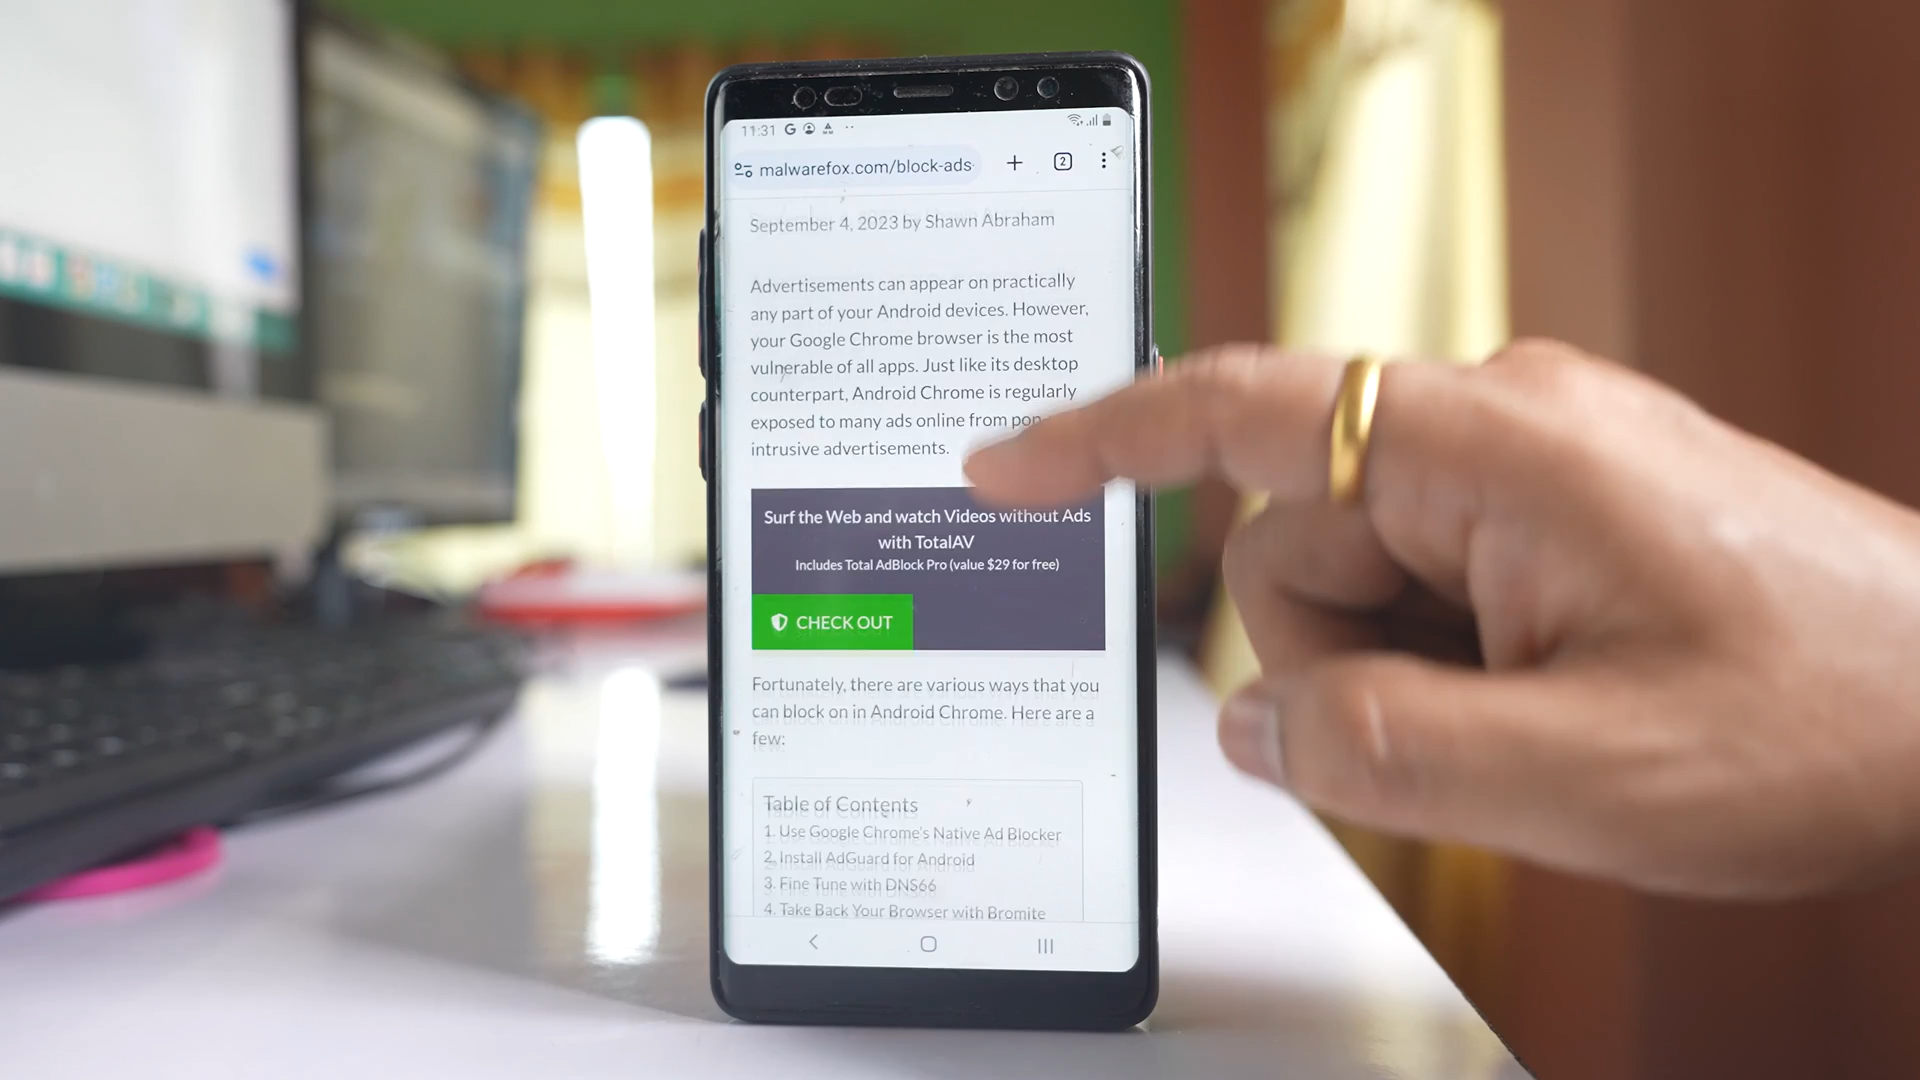 11:31
malwarefox.com/block-ads
2
September 4, 2023 by Shawn Abraham
Advertisements can appear on practically
any part of your Android devices. However,
your Google Chrome browser is the most
vulnerable of all apps. Just like its desktop
counterpart, Android Chrome is regularly
exposed to many ads online from pop-
intrusive advertisements.
Surf the Web and watch Videos without Ads
with TotalAV
Includes Total AdBlock Pro (value $29 for free)
CHECK OUT
Fortunately, there are various ways that you
can block on in Android Chrome. Here are a
few:
Table of Contents
1. Use Google Chrome's Native Ad Blocker
2. Install AdGuard for Android
3. Fine Tune with DNS66
4. Take Back Your Browser with Bromite